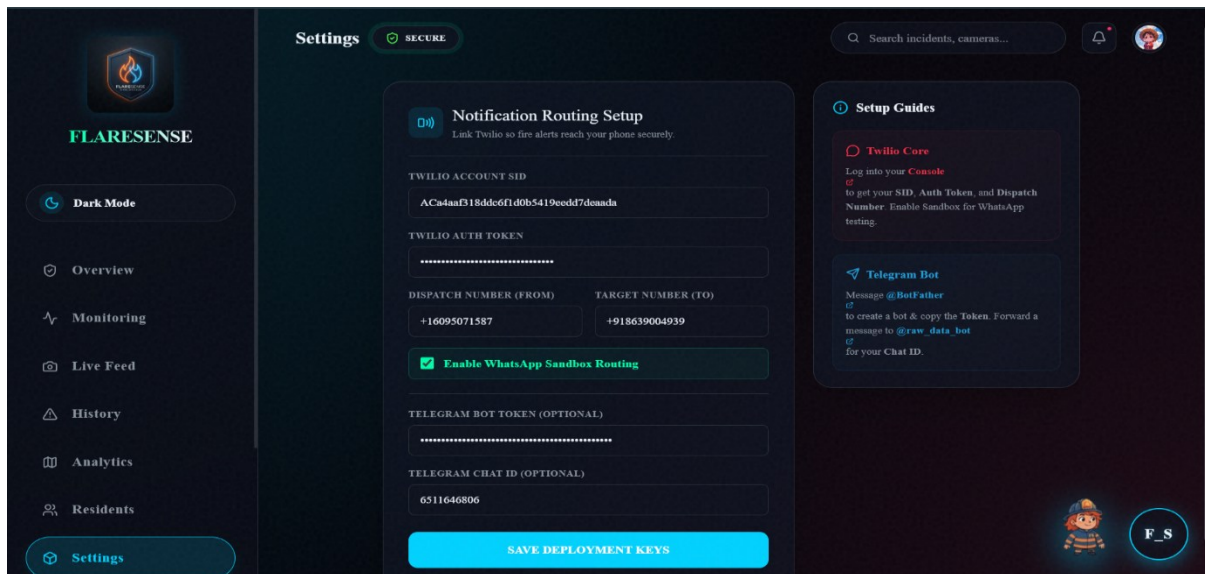 FLARESENSE
FLARESENSE
Dark Mode
Overview
Monitoring
Live Feed
History
Analytics
Residents
Settings
Settings
SECURE
Search incidents, cameras...
Notification Routing Setup
Link Twilio so fire alerts reach your phone securely.
TWILIO ACCOUNT SID
ACa4aaf318ddc6f1d0b5419eedd7deaada
TWILIO AUTH TOKEN
DISPATCH NUMBER (FROM)
TARGET NUMBER (TO)
+16095071587
+918639004939
Enable WhatsApp Sandbox Routing
TELEGRAM BOT TOKEN (OPTIONAL)
TELEGRAM CHAT ID (OPTIONAL)
6511646806
SAVE DEPLOYMENT KEYS
Setup Guides
Twilio Core
Log into your Console
to get your SID, Auth Token, and Dispatch
Number. Enable Sandbox for WhatsApp
testing.
Telegram Bot
Message @BotFather
to create a bot & copy the Token. Forward a
message to @raw_data_bot
for your Chat ID.
F_S